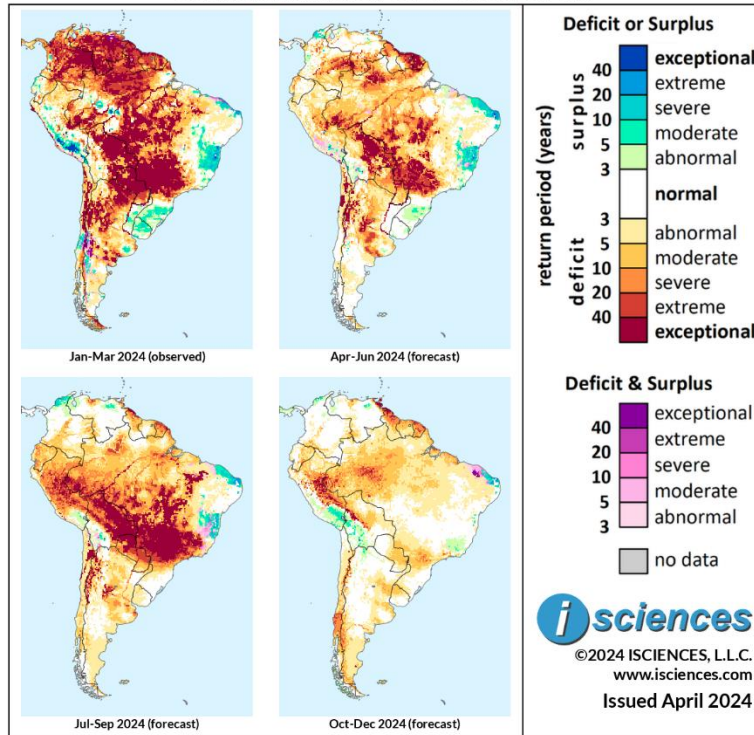 Jan-Mar 2024 (observed)
Apr-Jun 2024 (forecast)
Jul-Sep 2024 (forecast)
Oct-Dec 2024 (forecast)
Deficit or Surplus
return period (years)
surplus
deficit
40
20
10
5
3
3
5
10
20
40
exceptional
extreme
severe
moderate
abnormal
normal
abnormal
moderate
severe
extreme
exceptional
Deficit & Surplus
40
20
10
5
3
exceptional
extreme
severe
moderate
abnormal
no data
i sciences
©2024 ISCIENCES, L.L.C.
www.isciences.com
Issued April 2024